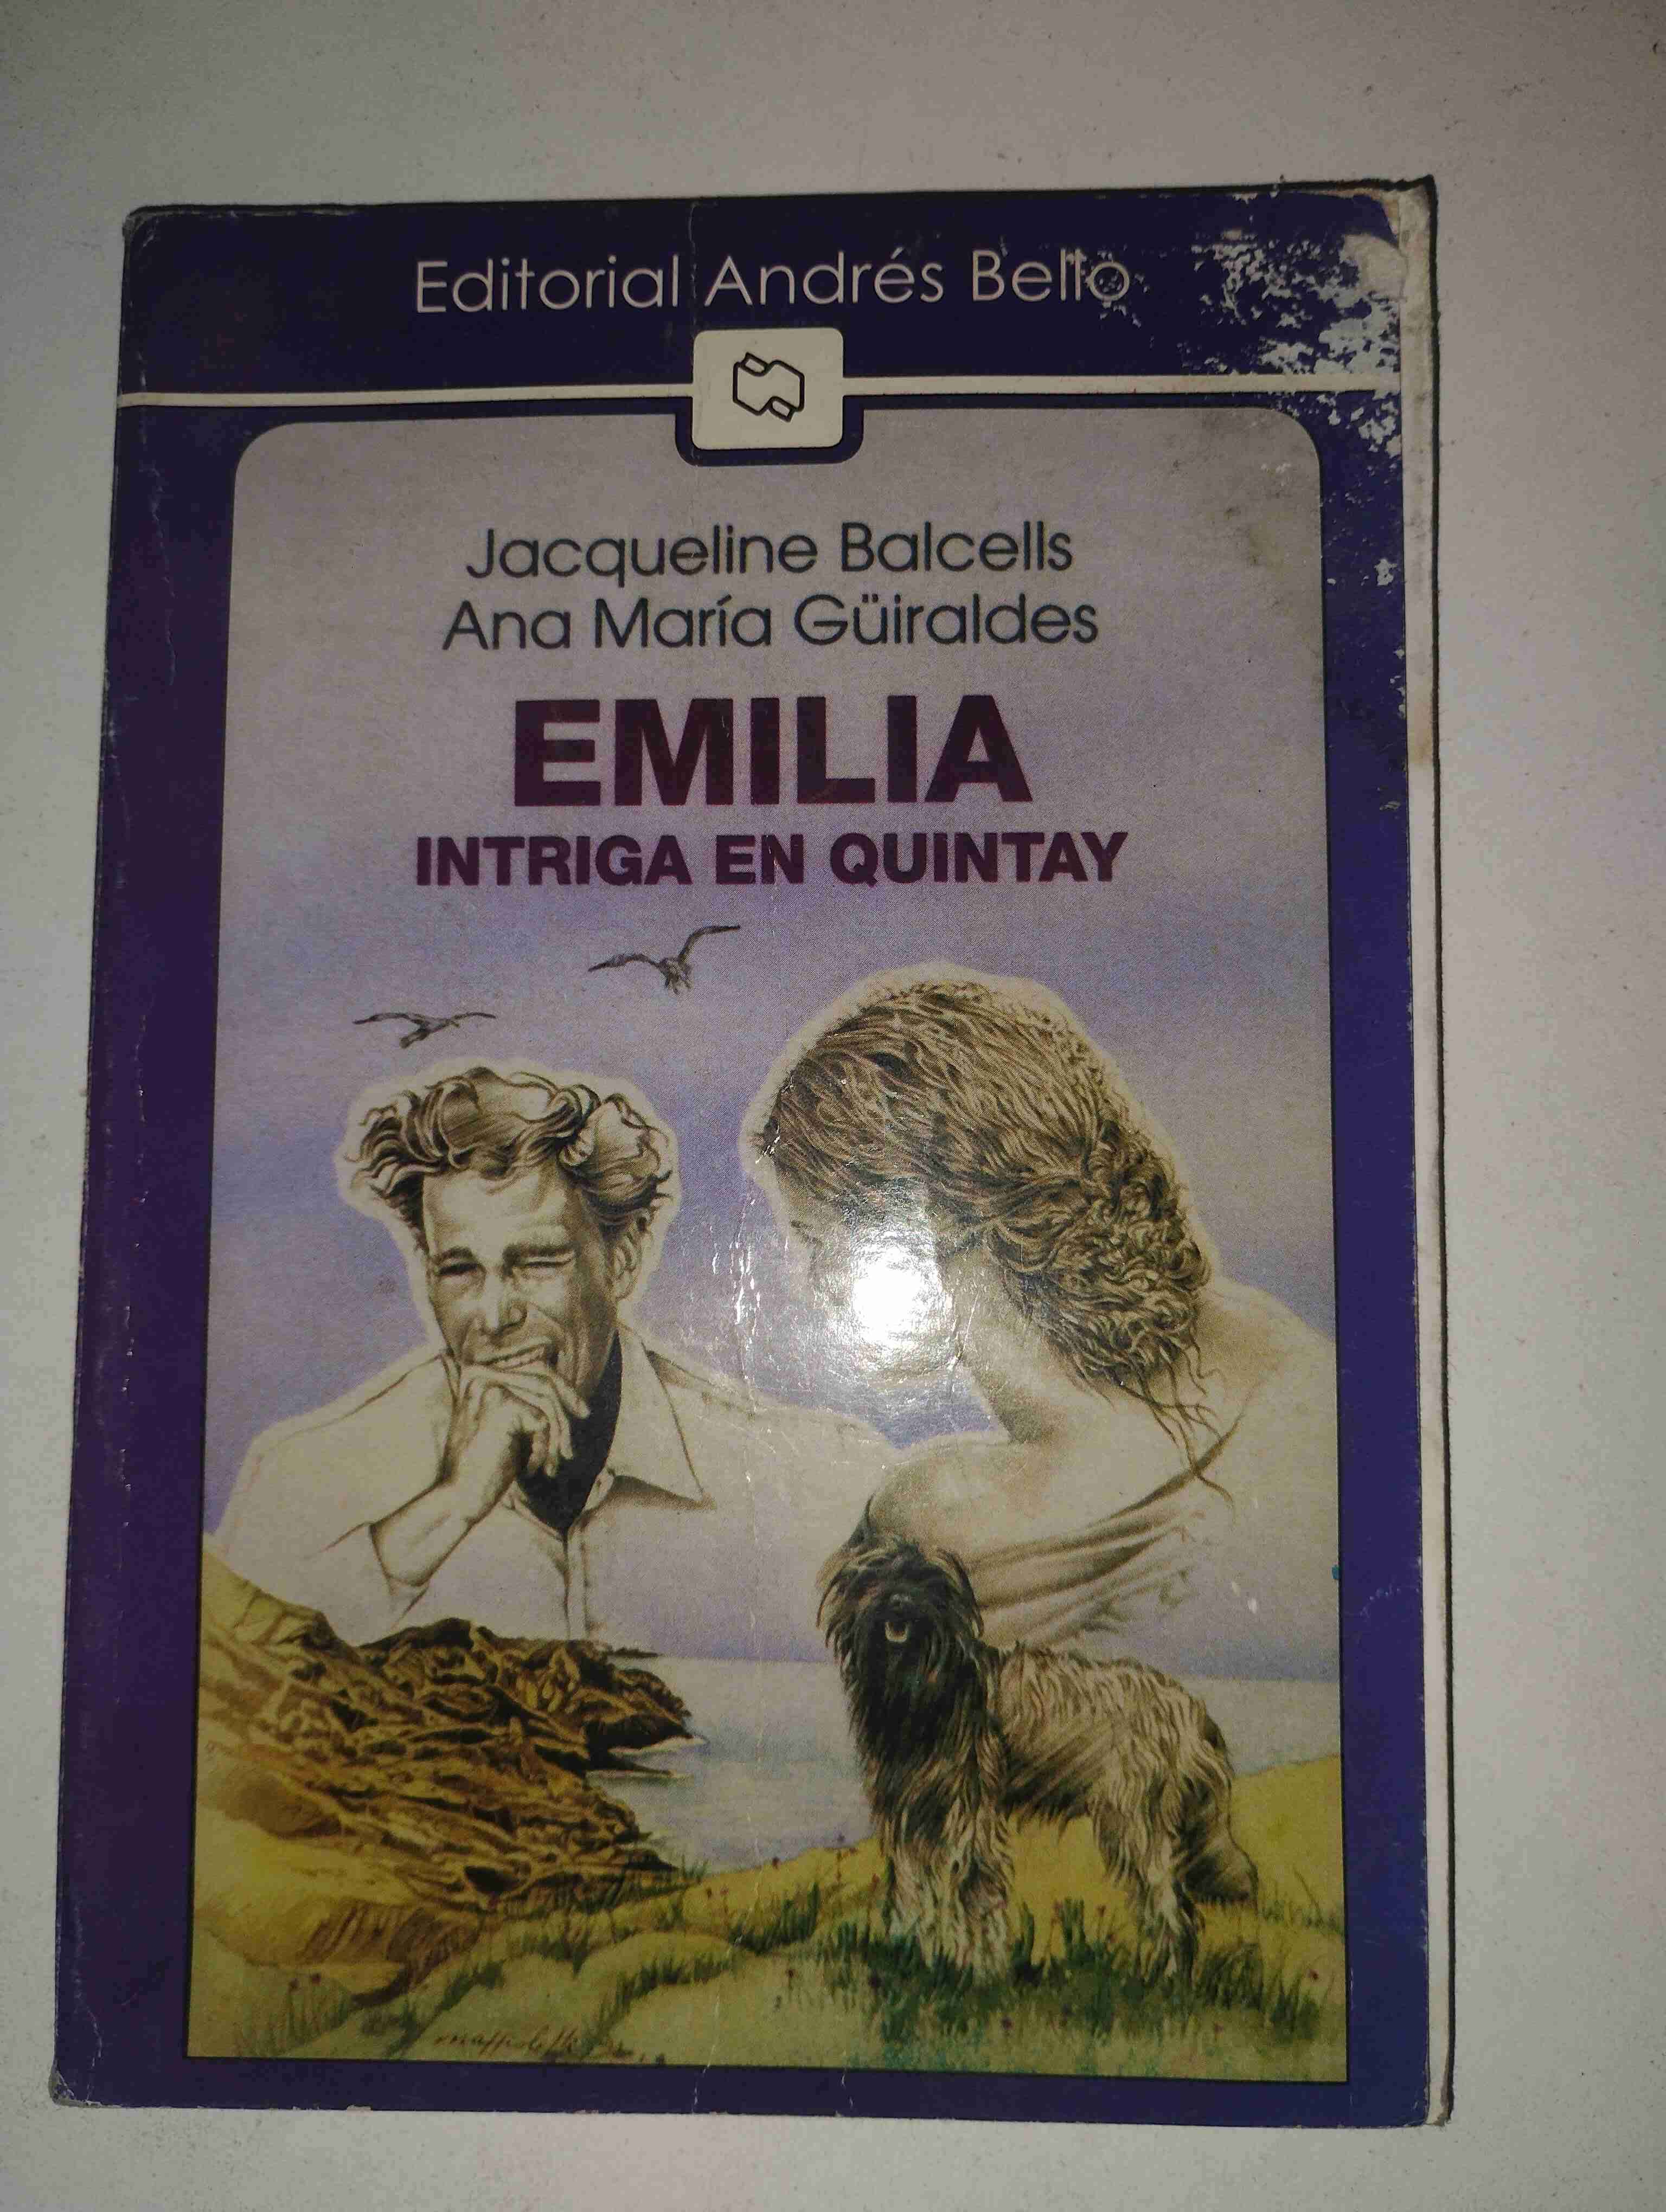 Editorial Andrés Bello
Jacqueline Balcells
Ana María Güiraldes
EMILIA
INTRIGA EN QUINTAY